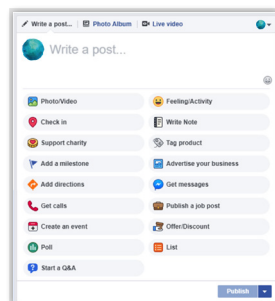 Write a post... Photo Album Live video
Write a post...
Photo/Video Feeling/Activity
Check in Write Note
Support charity Tag product
Add a milestone Advertise your business
Add directions Get messages
Get calls Publish a job post
Create an event Offer/Discount
Poll List
Start a Q&A
Publish